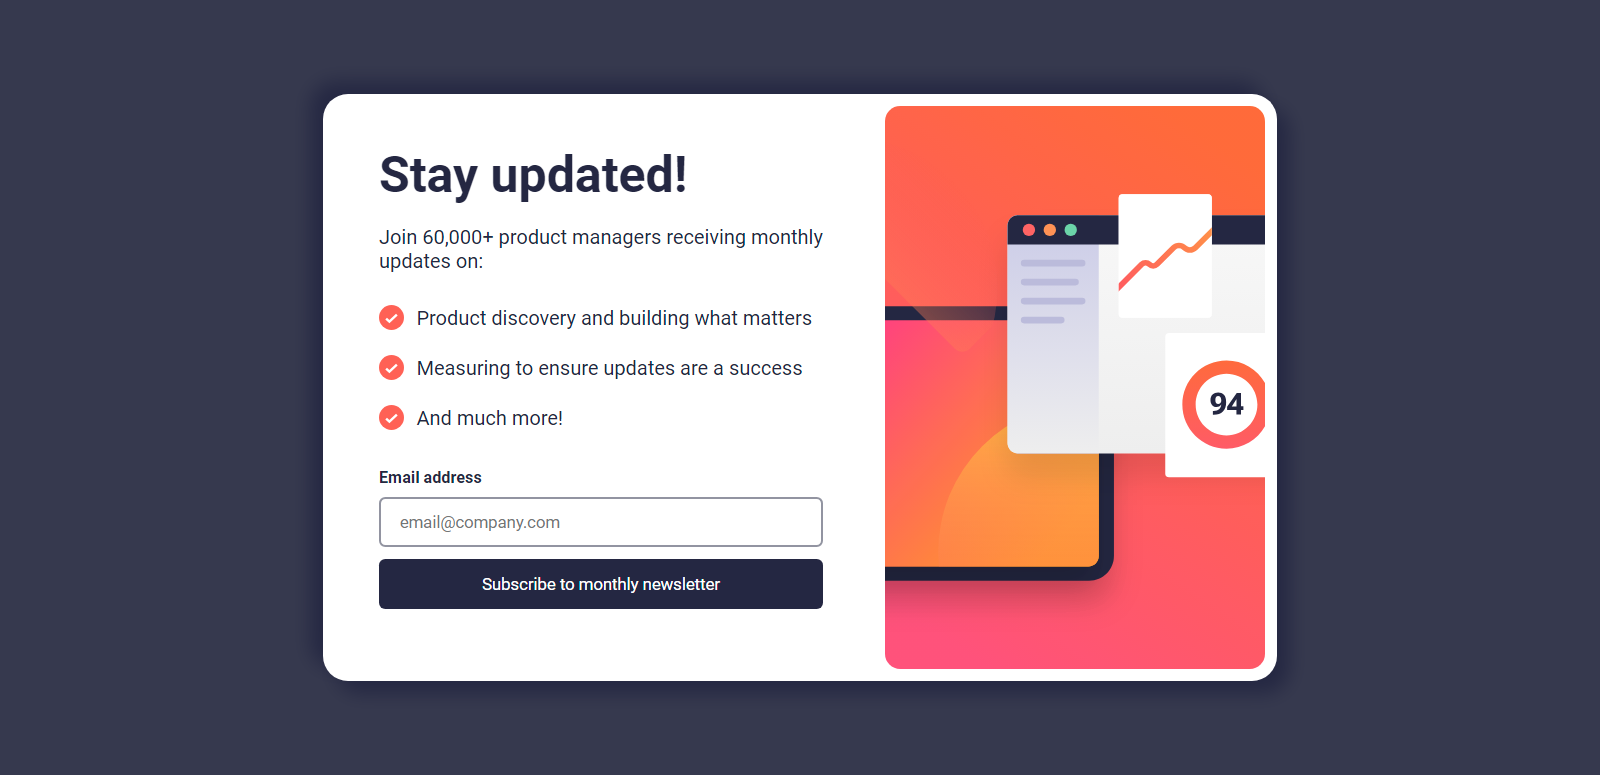 Stay updated!
Join 60,000+ product managers receiving monthly
updates on:
Product discovery and building what matters
Measuring to ensure updates are a success
And much more!
Email address
email@company.com
Subscribe to monthly newsletter
94